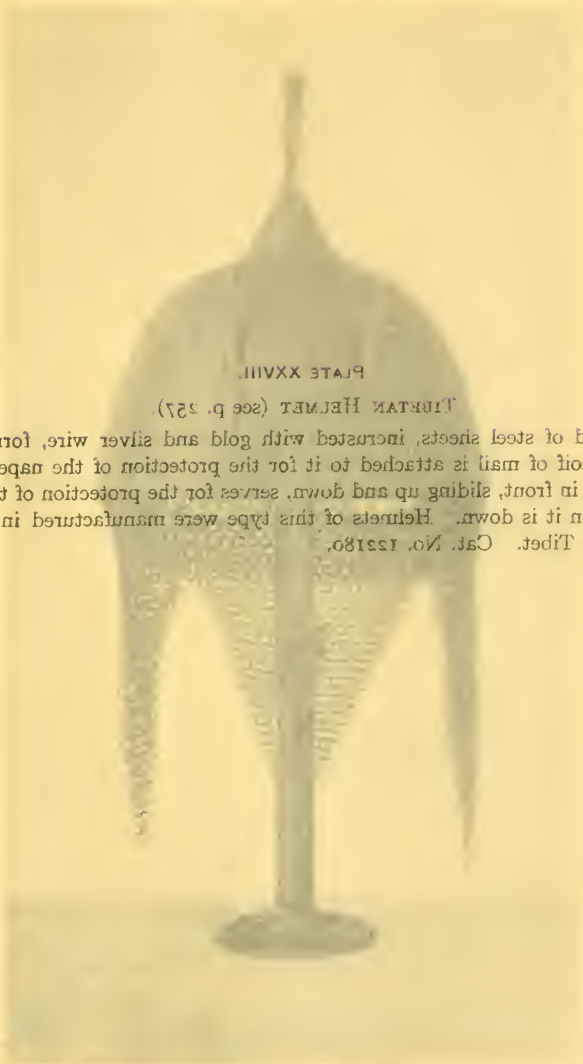 PLATE XXVIII.
TIBETAN HELMET (see p. 257).
of steel sheets, incrusted with gold and silver wire,
coif of mail is attached to it for the protection of the nape
in front, sliding up and down, serves for the protection of
it is down. Helmets of this type were manufactured in
Tibet. Cat. No. 122180.